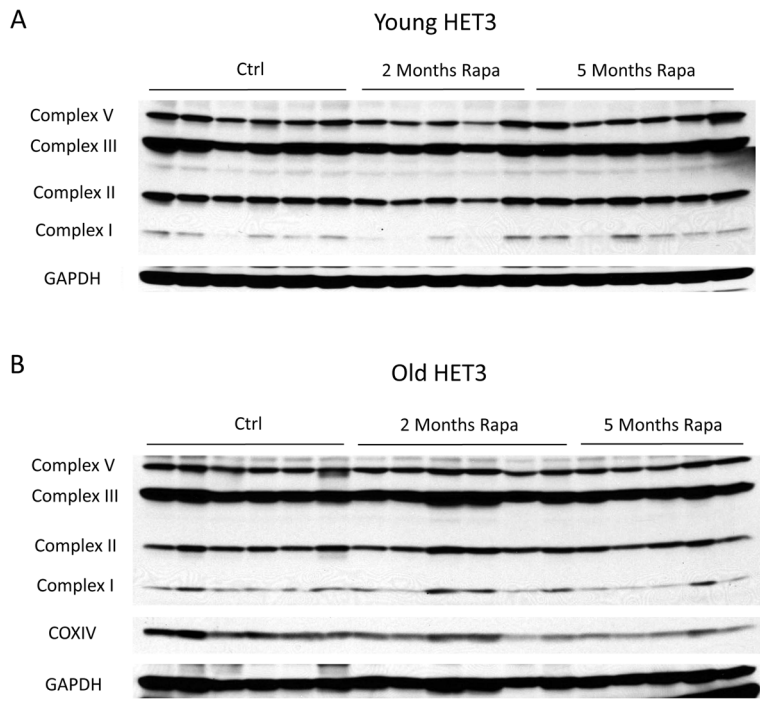 A
Young HET3
Ctrl
2 Months Rapa
5 Months Rapa
Complex V
Complex III
Complex II
Complex I
GAPDH
B
Old HET3
Ctrl
2 Months Rapa
5 Months Rapa
Complex V
Complex III
Complex II
Complex I
COXIV
GAPDH